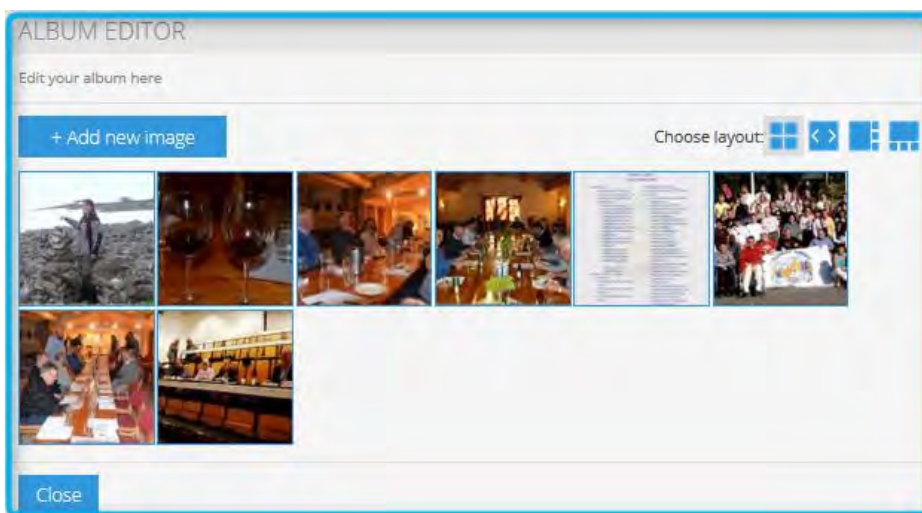 ALBUM EDITOR
Edit your album here
+ Add new image
Choose layout:
Close